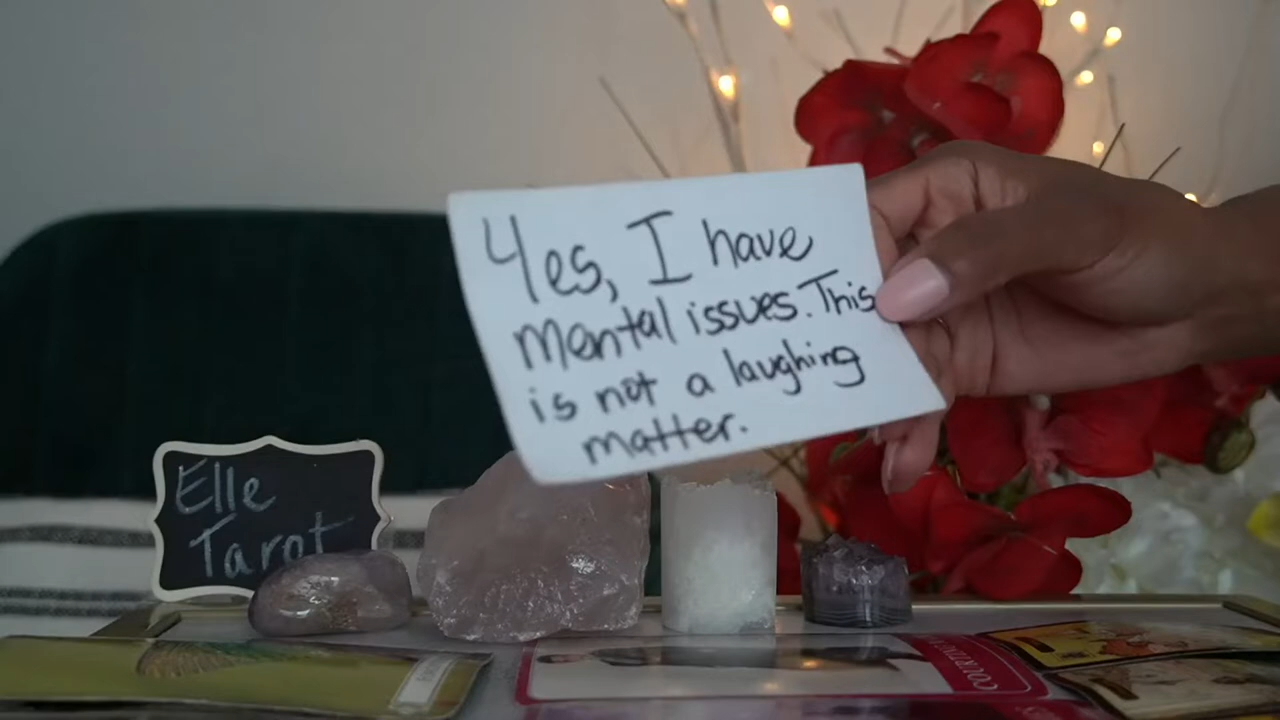 Yes, I have
mental issues. This
is not a laughing
matter.
Elle
Tarot